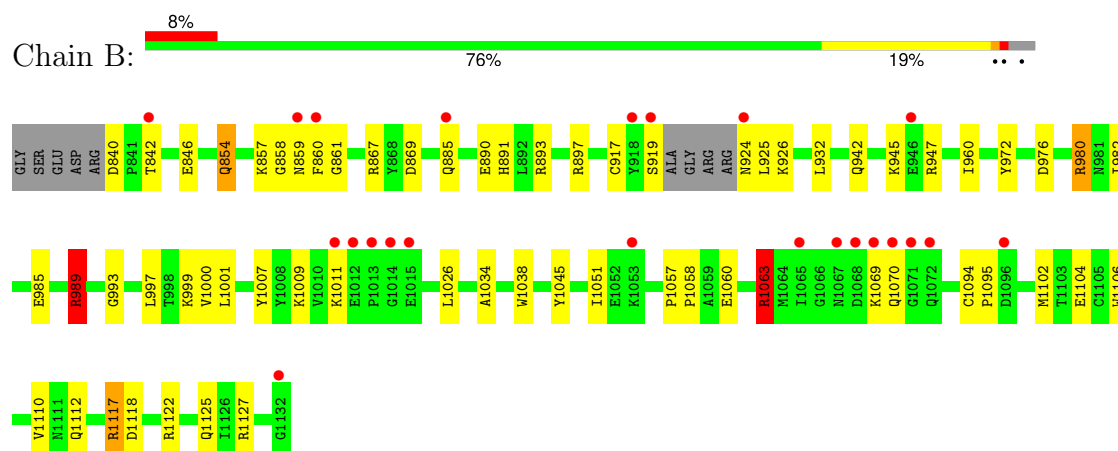 8%
Chain B:
76% 19%
GLY SER GLU ASP ARG D840 P841 T842 E846 Q854 K857 G858 N859 F860 G861 R867 Y868 D869 Q885 E890 H891 L892 R893 R897 C917 Y918 S919 ALA GLY ARG ARG N924 L925 K926 L932 Q942 K945 E946 R947 I960 Y972 D976 R980 N981 I982
E985 R989 G993 L997 T998 K999 V1000 L1001 Y1007 Y1008 K1009 V1010 K1011 E1012 P1013 G1014 E1015 L1026 A1034 W1038 Y1045 I1051 E1052 K1053 P1057 P1058 A1059 E1060 R1063 M1064 I1065 G1066 N1067 D1068 K1069 Q1070 G1071 Q1072 C1094 P1095 D1096 M1102 T1103 E1104 C1105 W1106
V1110 N1111 Q1112 R1117 D1118 R1122 Q1125 I1126 R1127 G1132